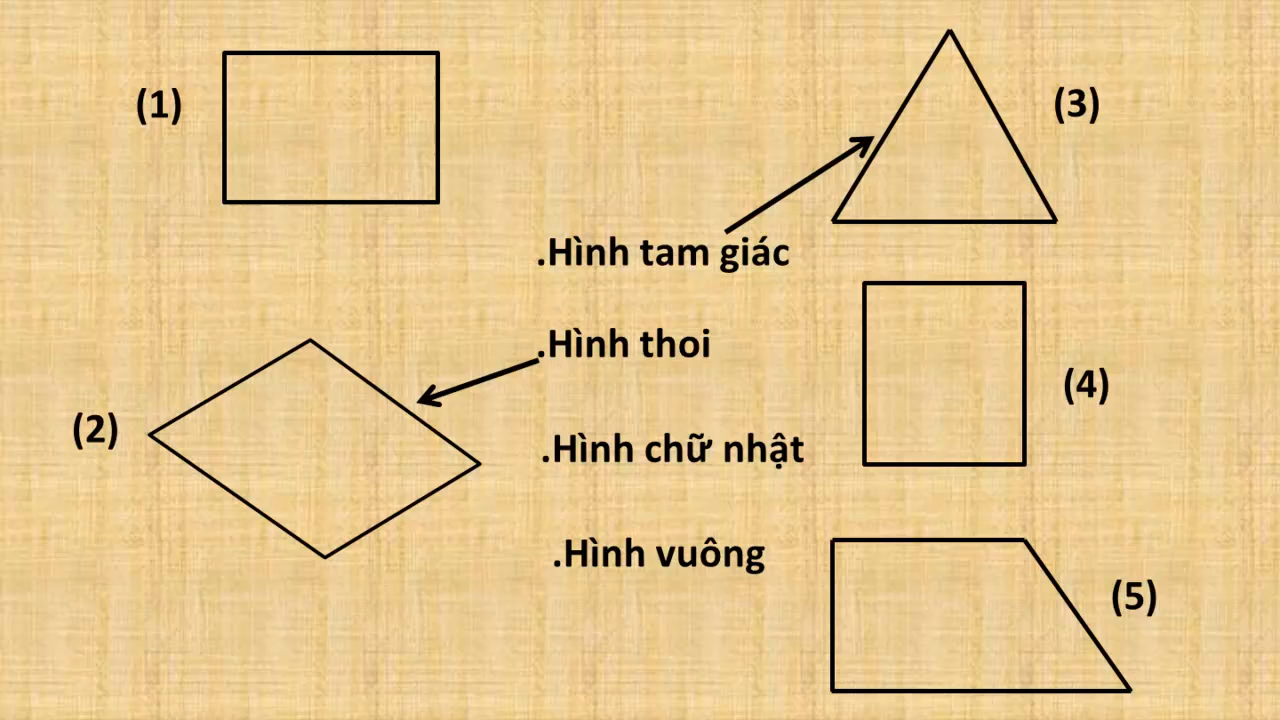 (1)
(3)
.Hình tam giác
.Hình thoi
(4)
(2)
.Hình chữ nhật
.Hình vuông
(5)